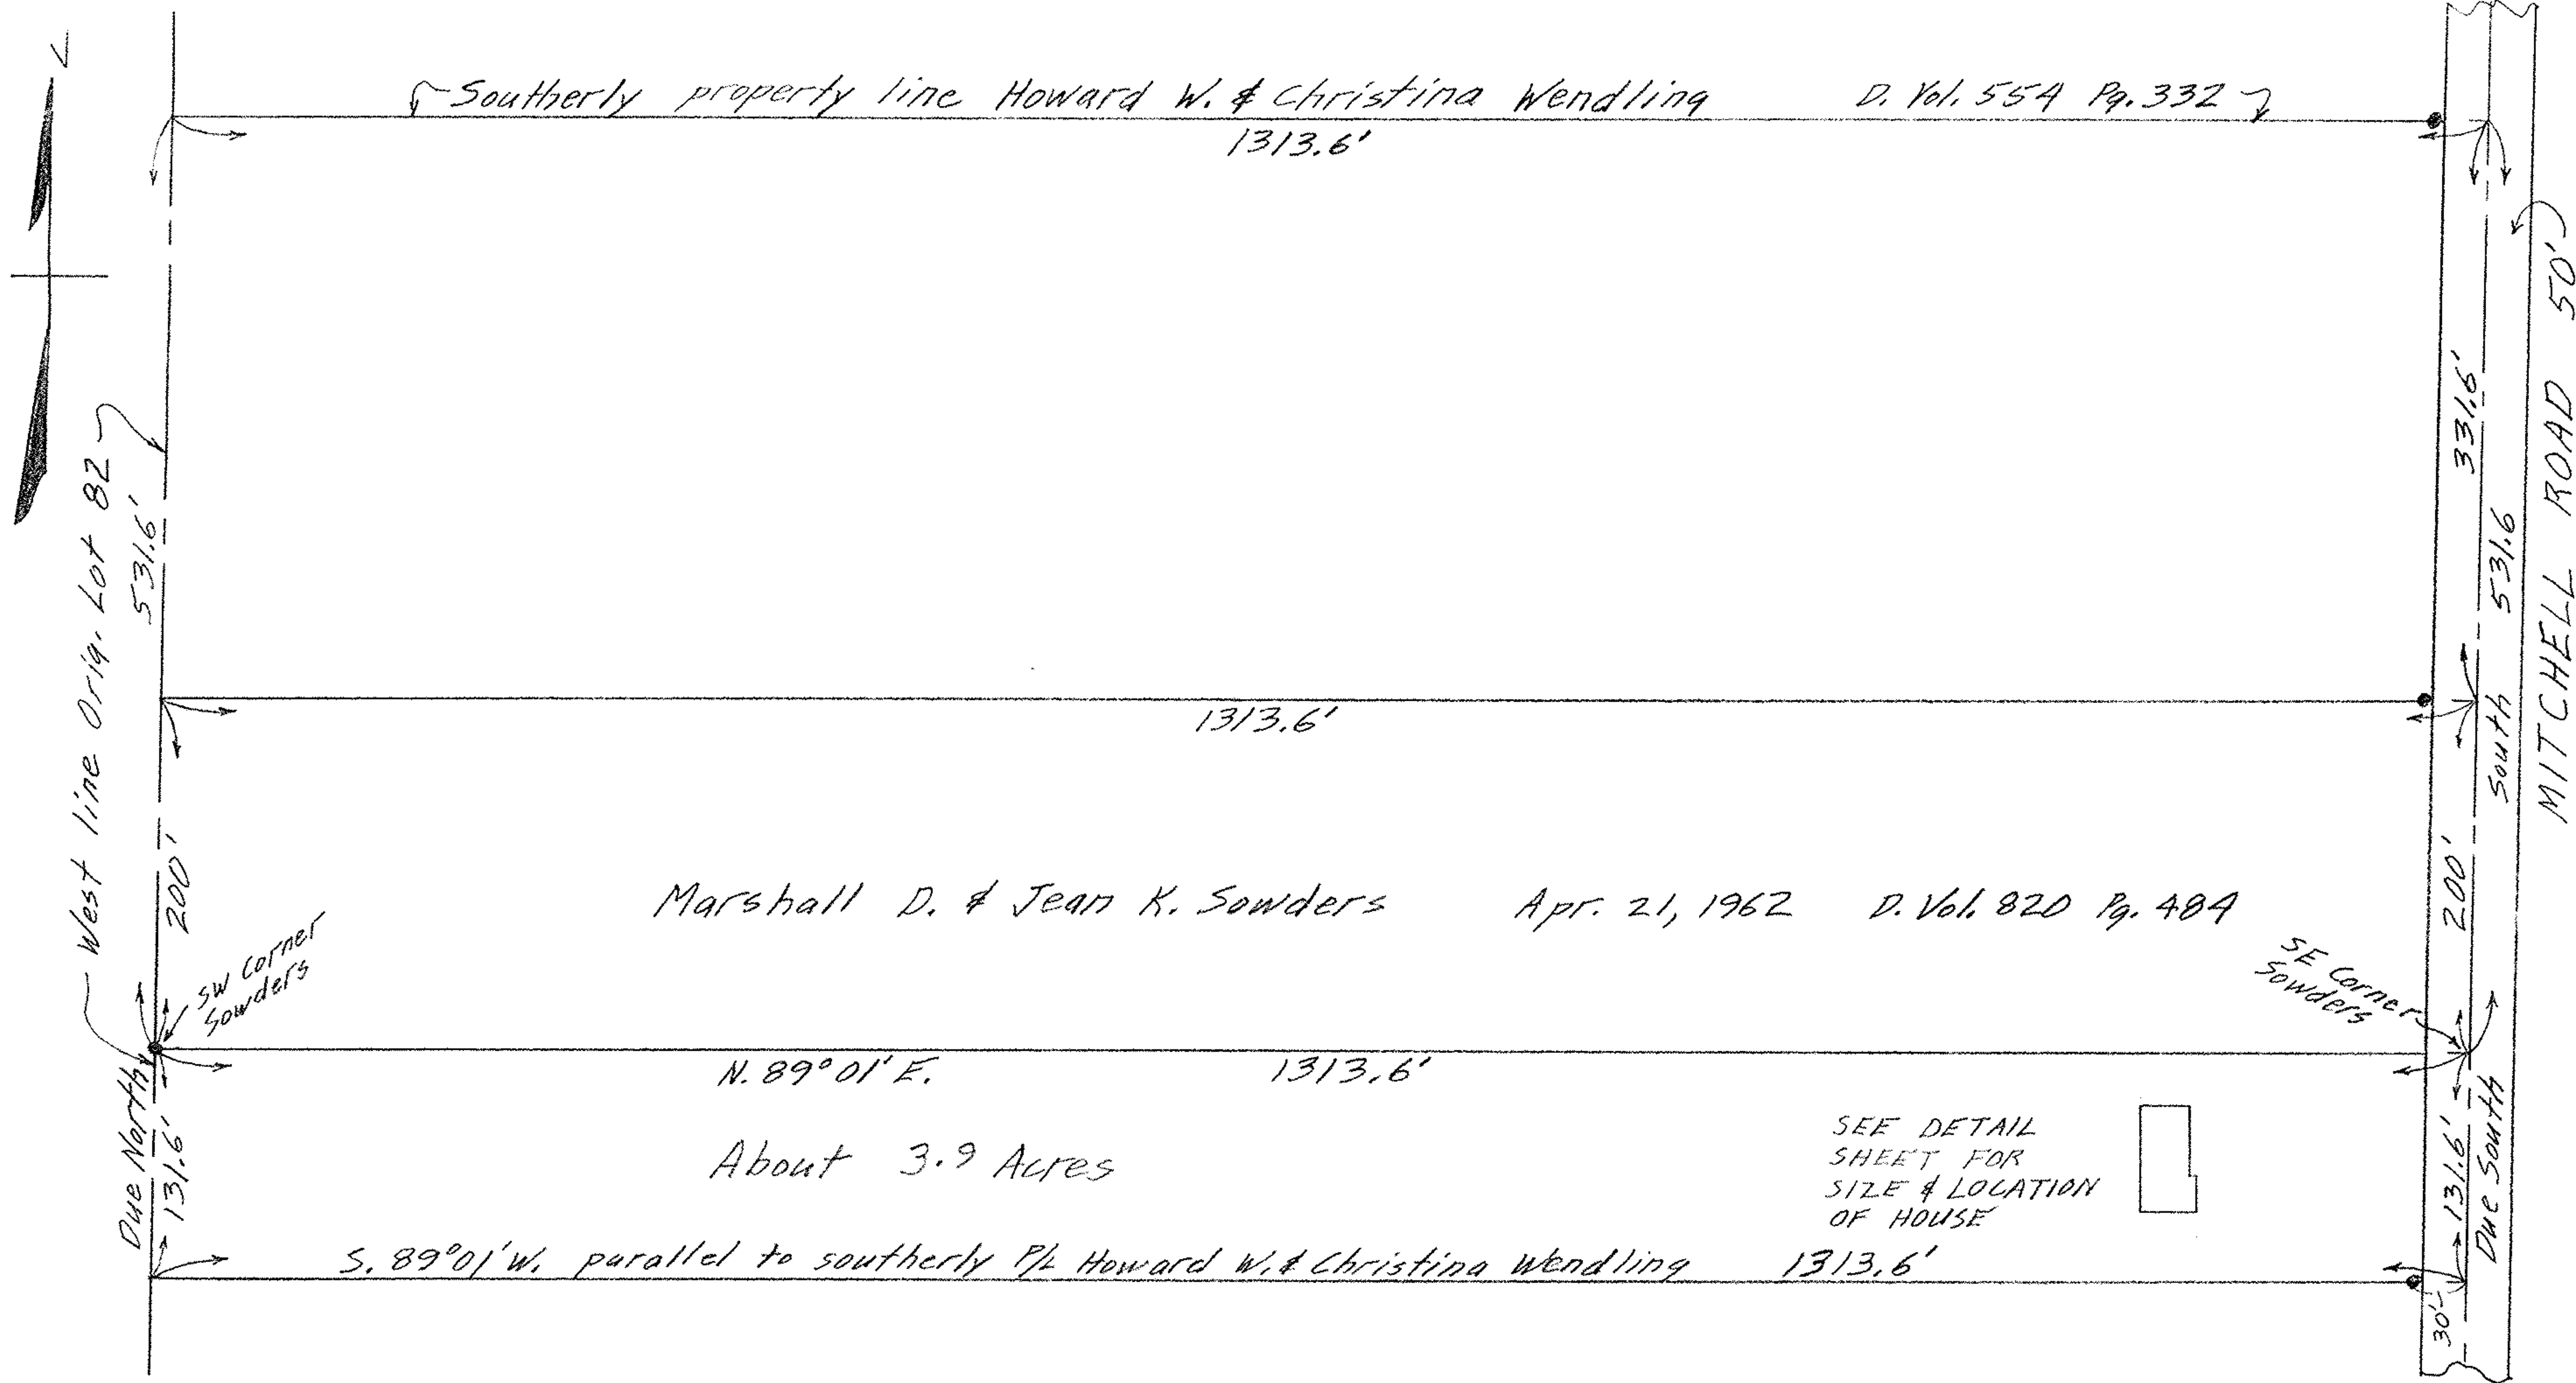 Southerly property line Howard W. & Christina Wendling D. Vol. 554 Pg. 332
1313.6'
West line Orig. Lot 82
531.6'
331.6'
South 531.6
MITCHELL ROAD 50'
1313.6'
200'
Marshall D. & Jean K. Sowders Apr. 21, 1962 D. Vol. 820 Pg. 484
200'
SW Corner
Sowders
SE Corner
Sowders
N. 89°01' E. 1313.6'
Due North
131.6'
About 3.9 Acres
SEE DETAIL
SHEET FOR
SIZE & LOCATION
OF HOUSE
131.6'
Due South
S. 89°01' W. parallel to southerly P/L Howard W. & Christina Wendling 1313.6'
30'